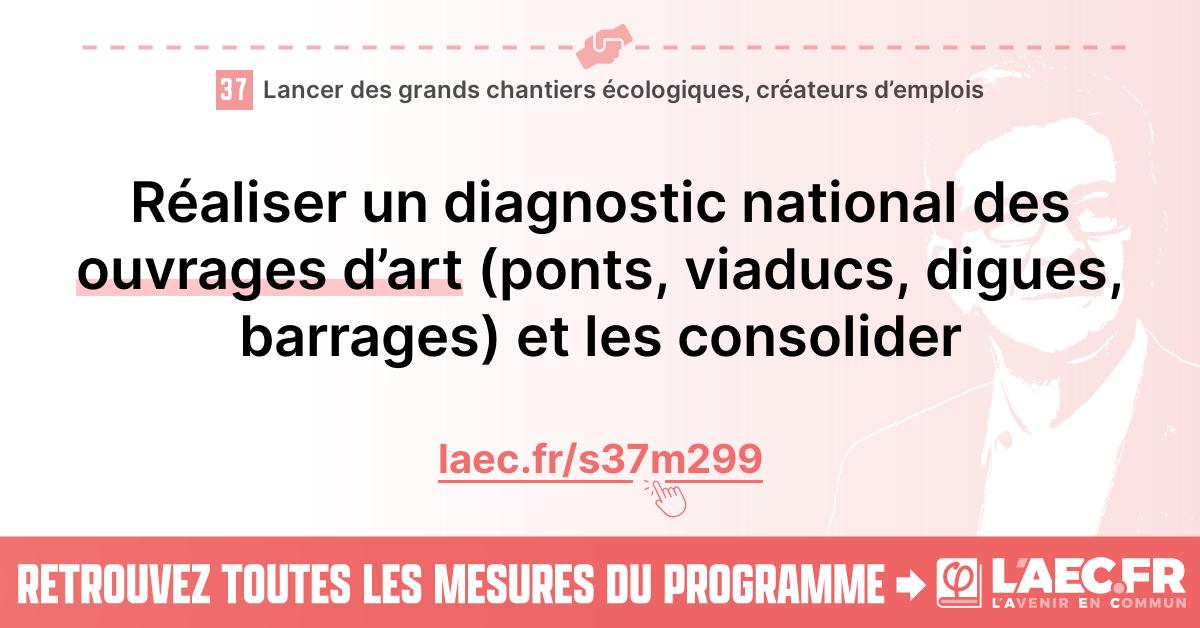 37 Lancer des grands chantiers écologiques, créateurs d’emplois
Réaliser un diagnostic national des
ouvrages d’art (ponts, viaducs, digues,
barrages) et les consolider
laec.fr/s37m299
RETROUVEZ TOUTES LES MESURES DU PROGRAMME
L'AEC.FR
L'AVENIR EN COMMUN